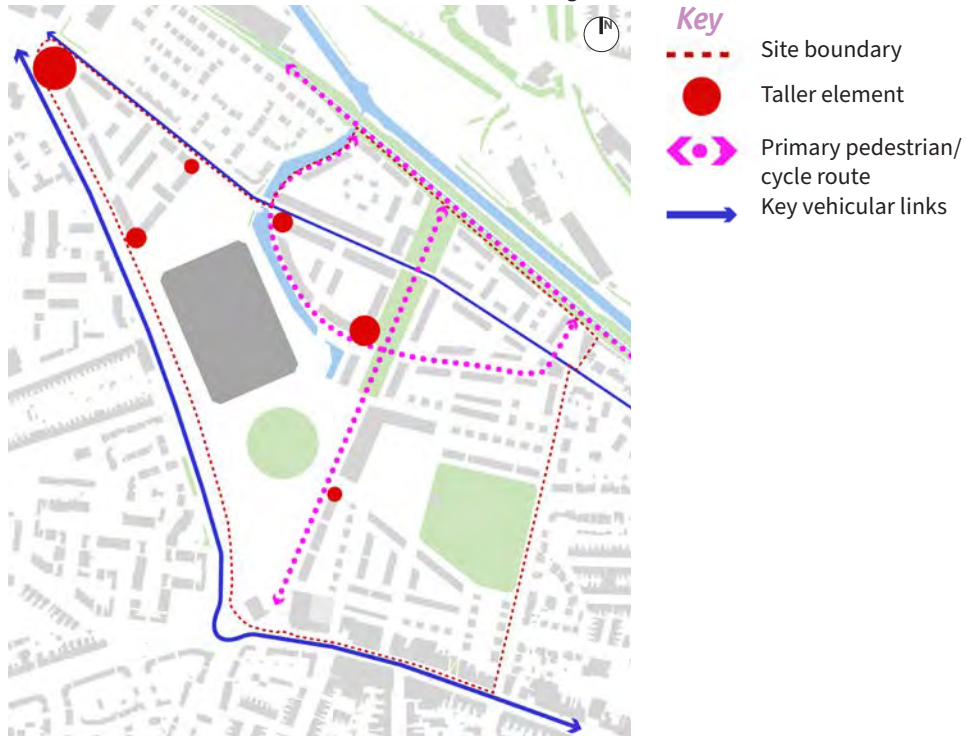 N
Key
Site boundary
Taller element
Primary pedestrian/
cycle route
Key vehicular links